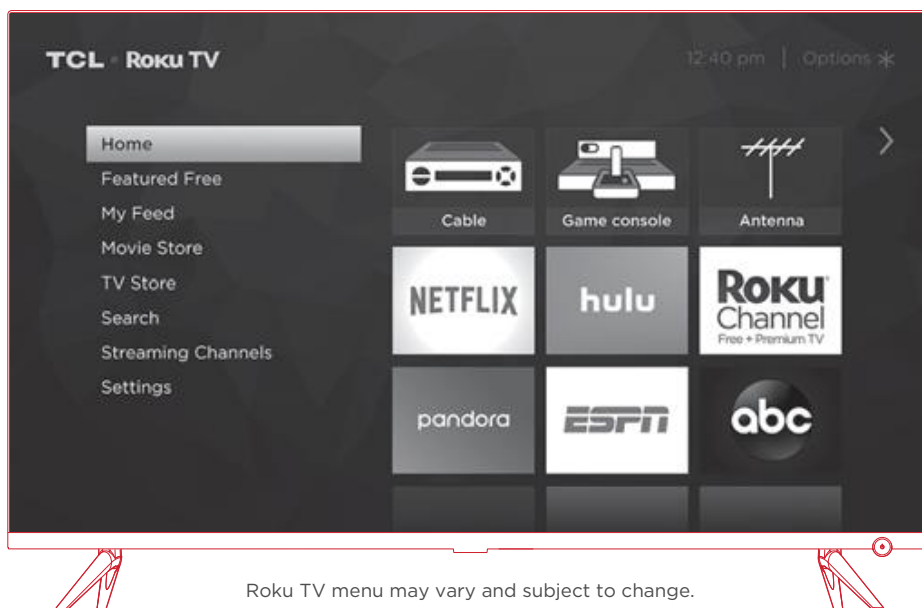 TCL · Roku TV
12:40 pm | Options
Home
Featured Free
My Feed
Movie Store
TV Store
Search
Streaming Channels
Settings
Cable
Game console
Antenna
NETFLIX
hulu
Roku
Channel
Free + Premium TV
pandora
ESPN
abc
Roku TV menu may vary and subject to change.